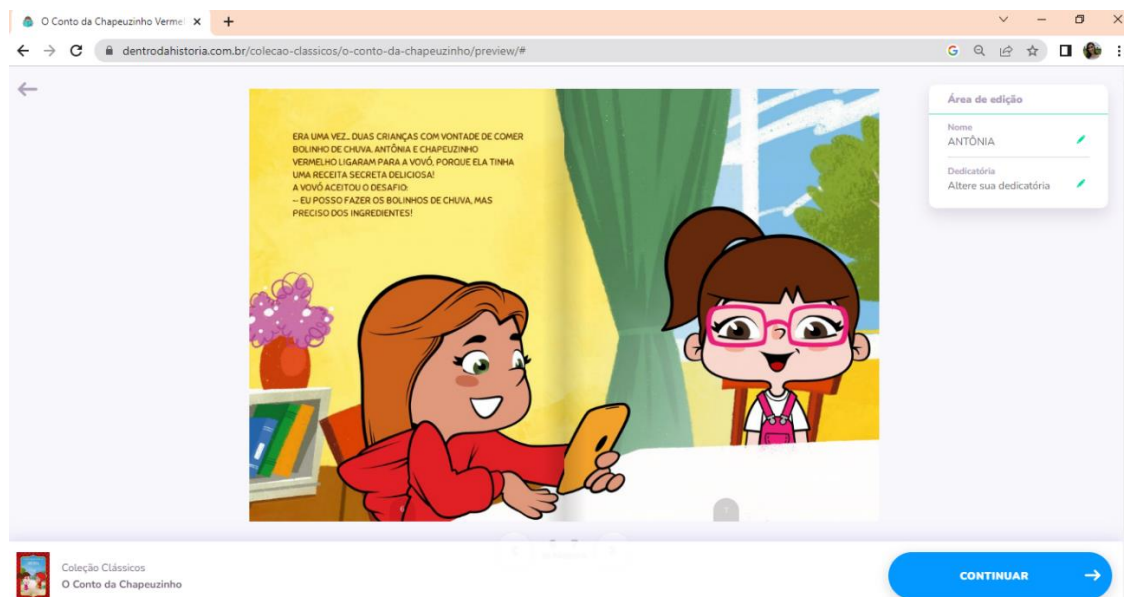 O Conto da Chapeuzinho Verme
dentrodahistoria.com.br/colecao-classicos/o-conto-da-chapeuzinho/preview/#
ERA UMA VEZ... DUAS CRIANÇAS COM VONTADE DE COMER
BOLINHO DE CHUVA. ANTÔNIA E CHAPEUZINHO
VERMELHO LIGARAM PARA A VOVÓ, PORQUE ELA TINHA
UMA RECEITA SECRETA DELICIOSA!
A VOVÓ ACEITOU O DESAFIO:
– EU POSSO FAZER OS BOLINHOS DE CHUVA, MAS
PRECISO DOS INGREDIENTES!
6
7
Área de edição
Nome
ANTÔNIA
Dedicatória
Altere sua dedicatória
Coleção Clássicos
O Conto da Chapeuzinho
CONTINUAR